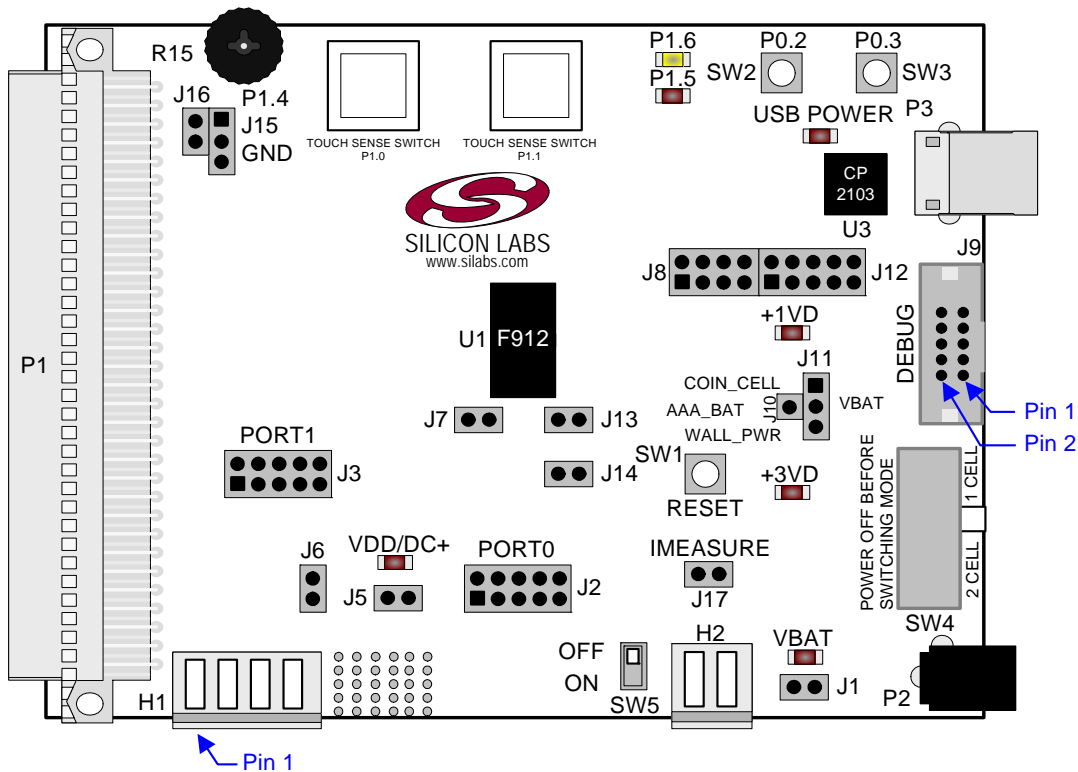 R15
P1.6
P0.2
P0.3
SW2
SW3
P1.5
J16
P1.4
J15
GND
USB POWER
P3
TOUCH SENSE SWITCH
P1.0
TOUCH SENSE SWITCH
P1.1
CP
2103
U3
SILICON LABS
www.silabs.com
J9
J8
J12
DEBUG
+1VD
U1
F912
P1
J11
COIN_CELL
J10
AAA_BAT
VBAT
WALL_PWR
Pin 1
Pin 2
J7
J13
PORT1
J3
J14
SW1
RESET
+3VD
POWER OFF BEFORE
SWITCHING MODE
1 CELL
2 CELL
J6
VDD/DC+
J5
PORT0
J2
IMEASURE
J17
SW4
H2
VBAT
OFF
ON
SW5
J1
P2
H1
Pin 1